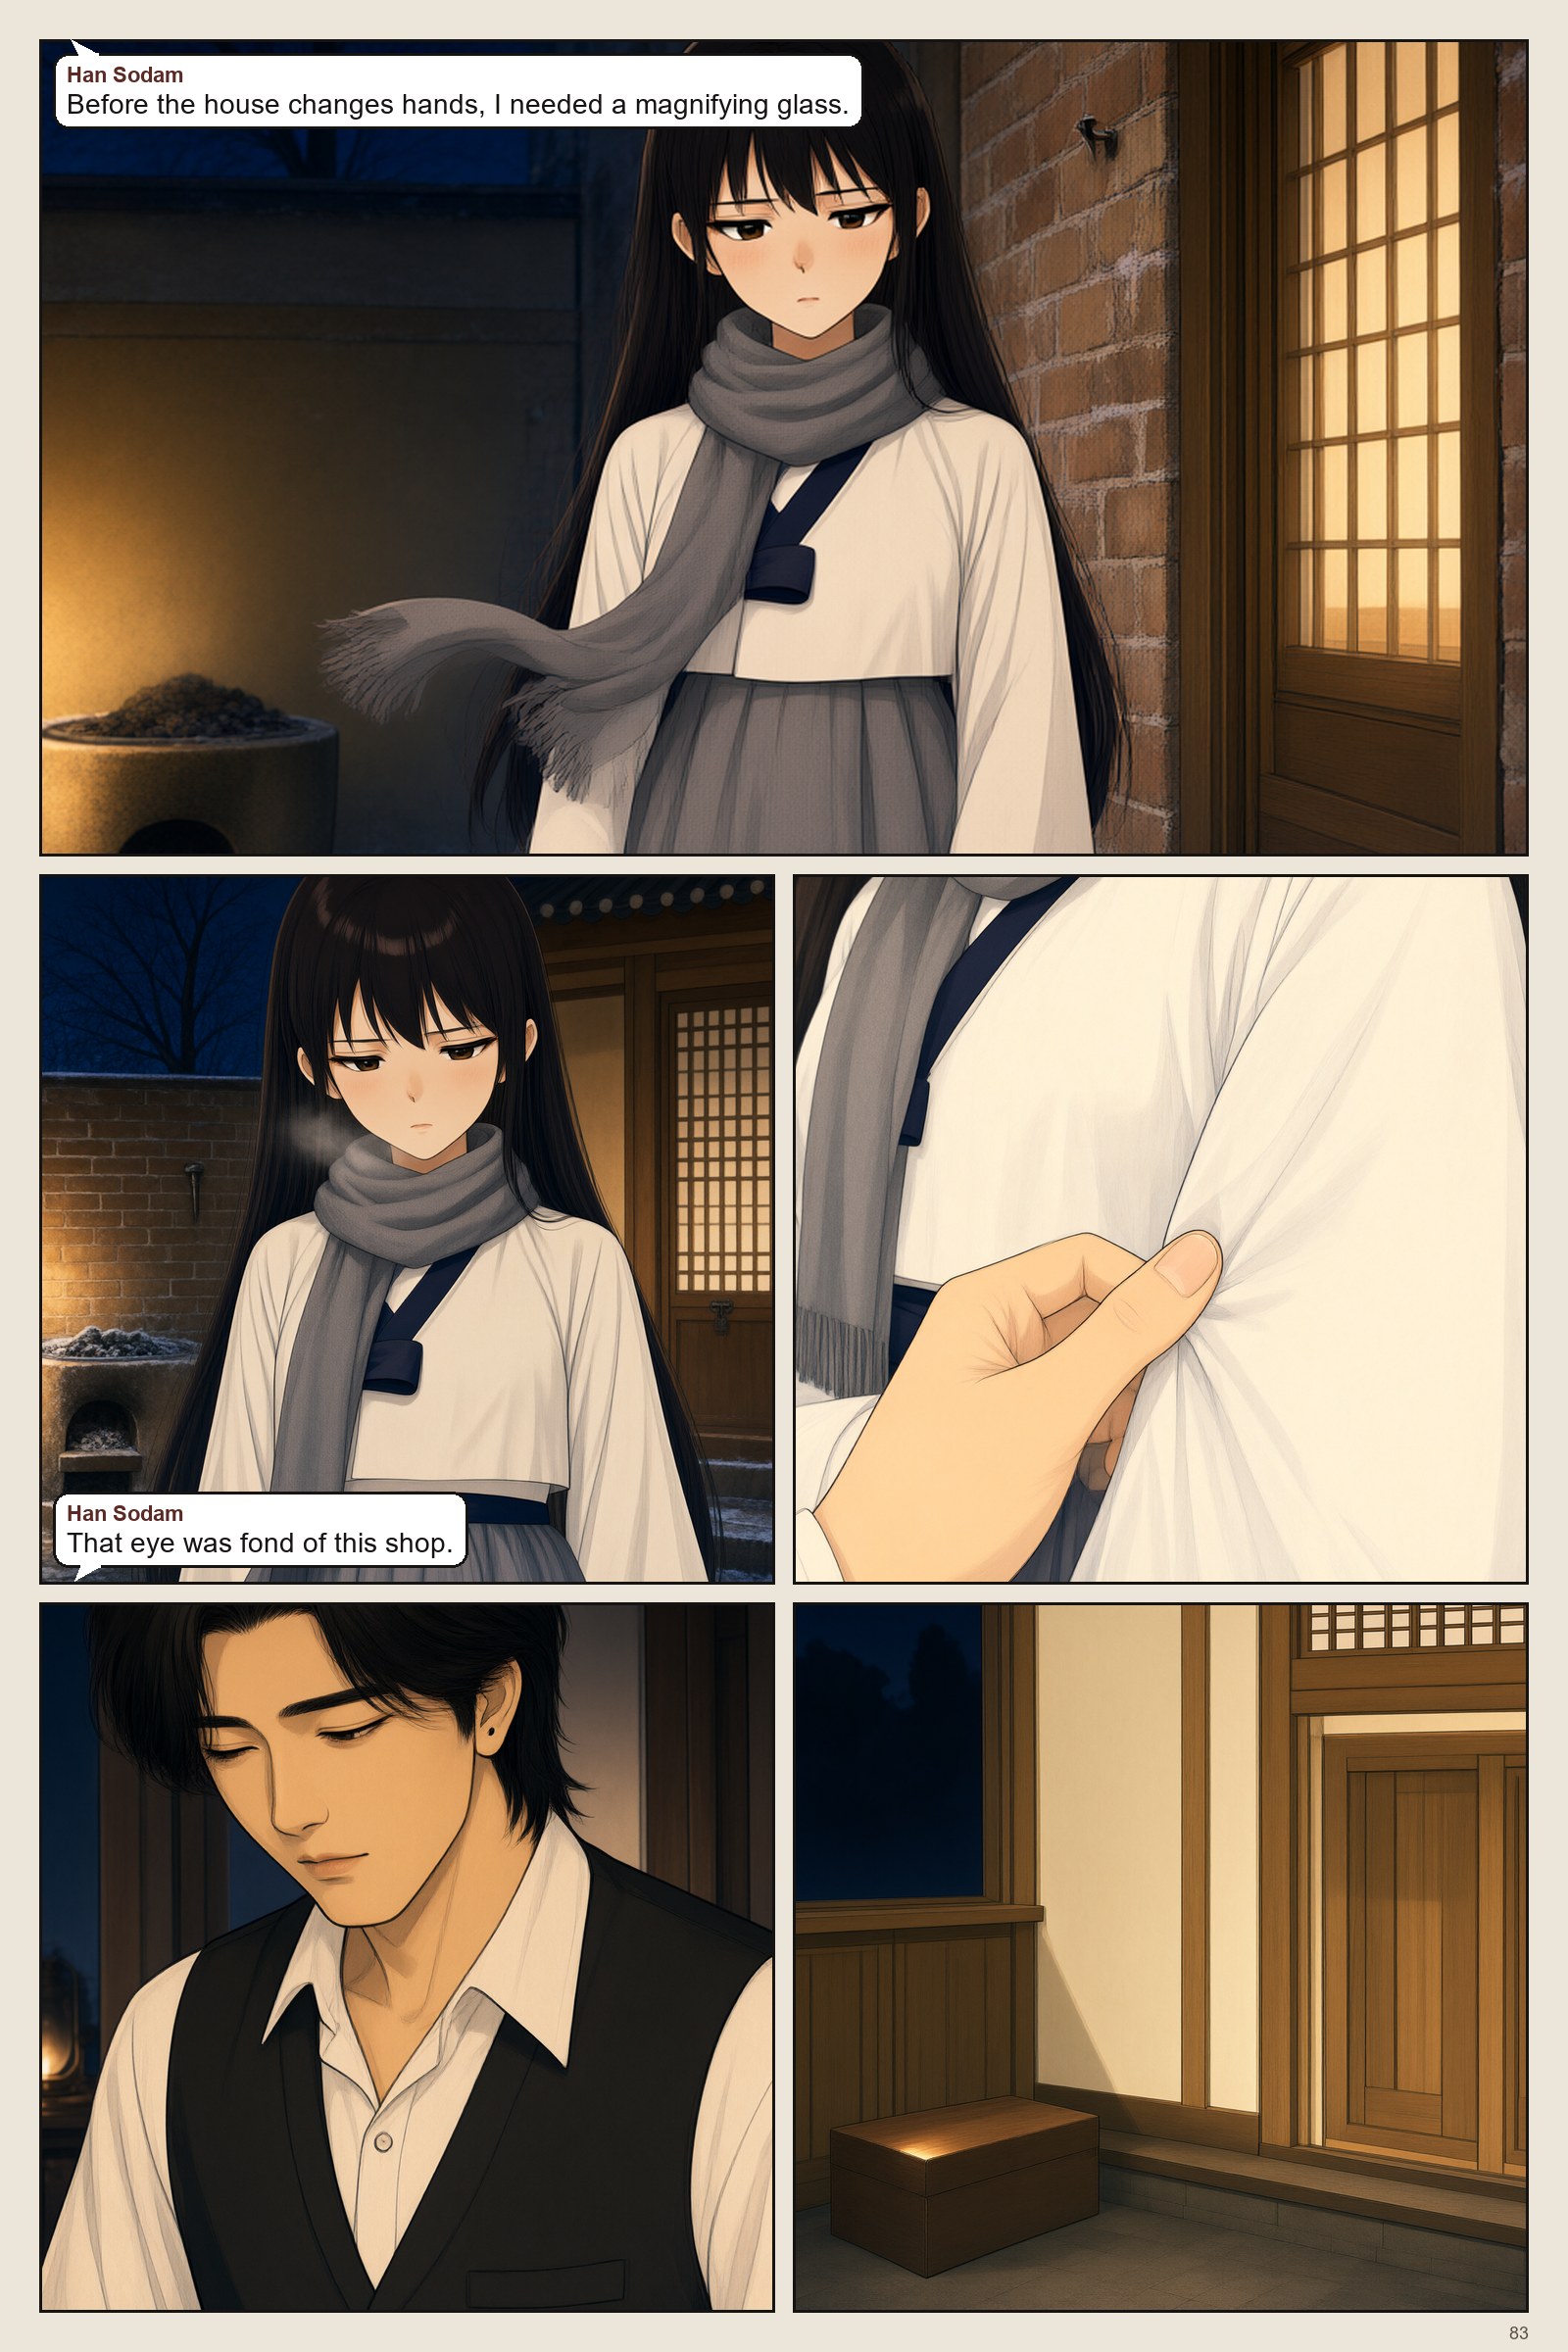 Han Sodam
Before the house changes hands, I needed a magnifying glass.
Han Sodam
That eye was fond of this shop.
83